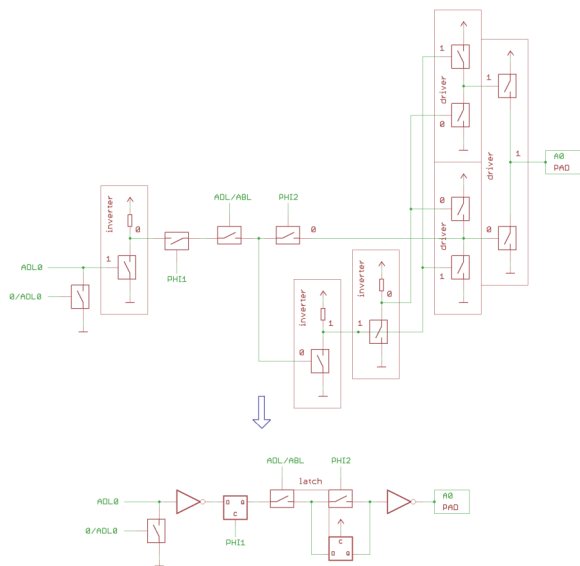 1
driver
0
1
driver
1
A0
PAD
ADL/ABL
PHI2
0
inverter
0
0
driver
0
1
ADL0
1
PHI1
0/ADL0
inverter
0
inverter
1
1
0
ADL/ABL
PHI2
latch
ADL0
D Q
C
A0
PAD
0/ADL0
PHI1
C
D Q